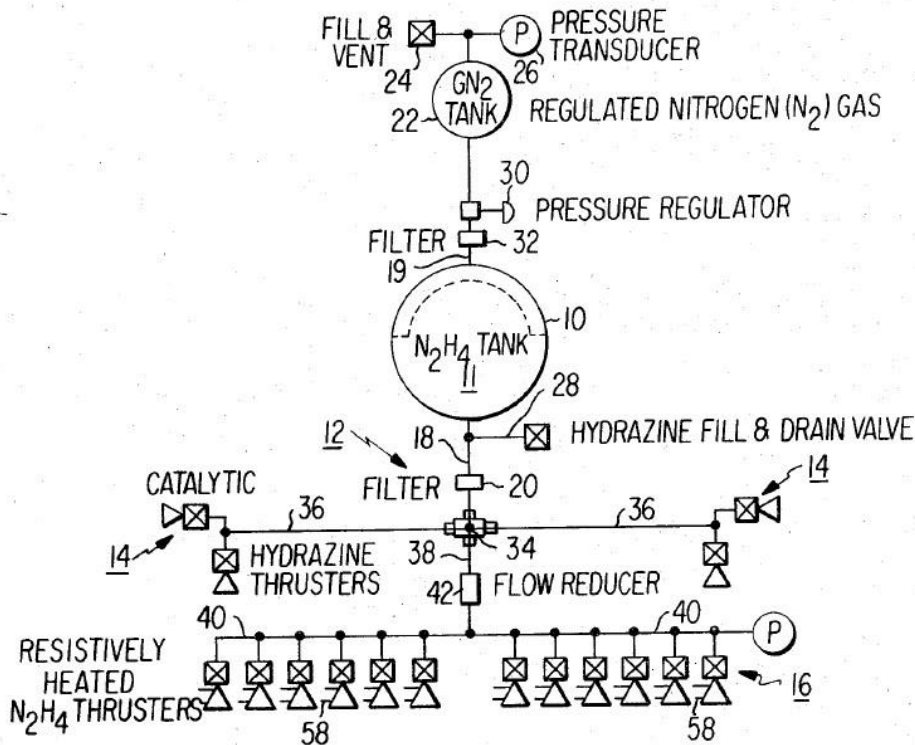 FILL &
VENT
24
P
26
PRESSURE
TRANSDUCER
GN2
TANK
22
REGULATED NITROGEN (N2) GAS
30
PRESSURE REGULATOR
FILTER
32
19
10
N2H4 TANK
11
28
12
18
HYDRAZINE FILL & DRAIN VALVE
FILTER
20
14
CATALYTIC
36
36
14
HYDRAZINE
THRUSTERS
38
34
42
FLOW REDUCER
40
40
P
RESISTIVELY
HEATED
N2H4 THRUSTERS
58
58
16